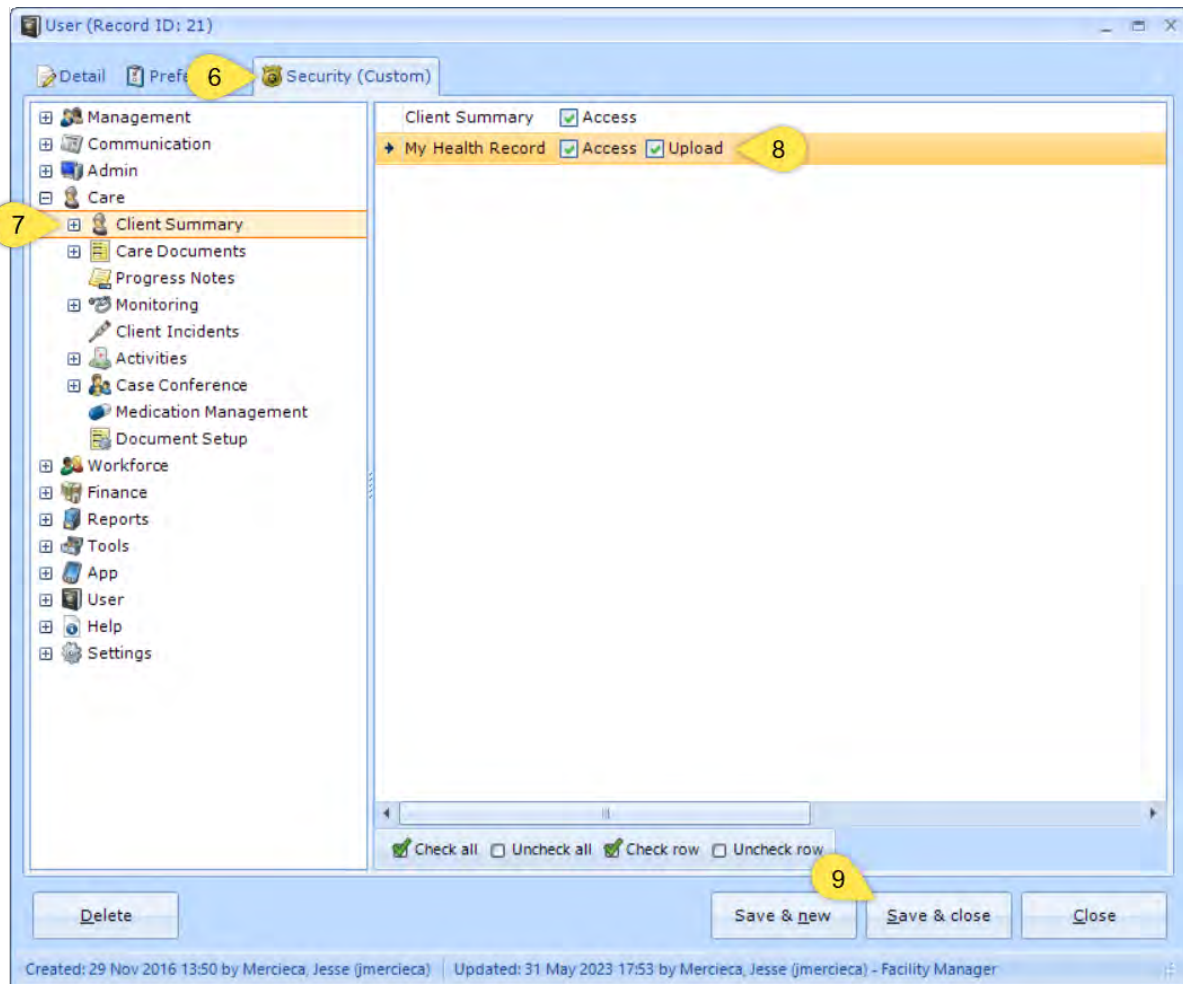 User (Record ID: 21)
Detail Prefe 6 Security (Custom)
Management
Communication
Admin
Care
7 Client Summary
Care Documents
Progress Notes
Monitoring
Client Incidents
Activities
Case Conference
Medication Management
Document Setup
Workforce
Finance
Reports
Tools
App
User
Help
Settings
Client Summary Access
My Health Record Access Upload 8
Check all Uncheck all Check row Uncheck row
9
Delete Save & new Save & close Close
Created: 29 Nov 2016 13:50 by Mercieca, Jesse (jmercieca) Updated: 31 May 2023 17:53 by Mercieca, Jesse (jmercieca) - Facility Manager